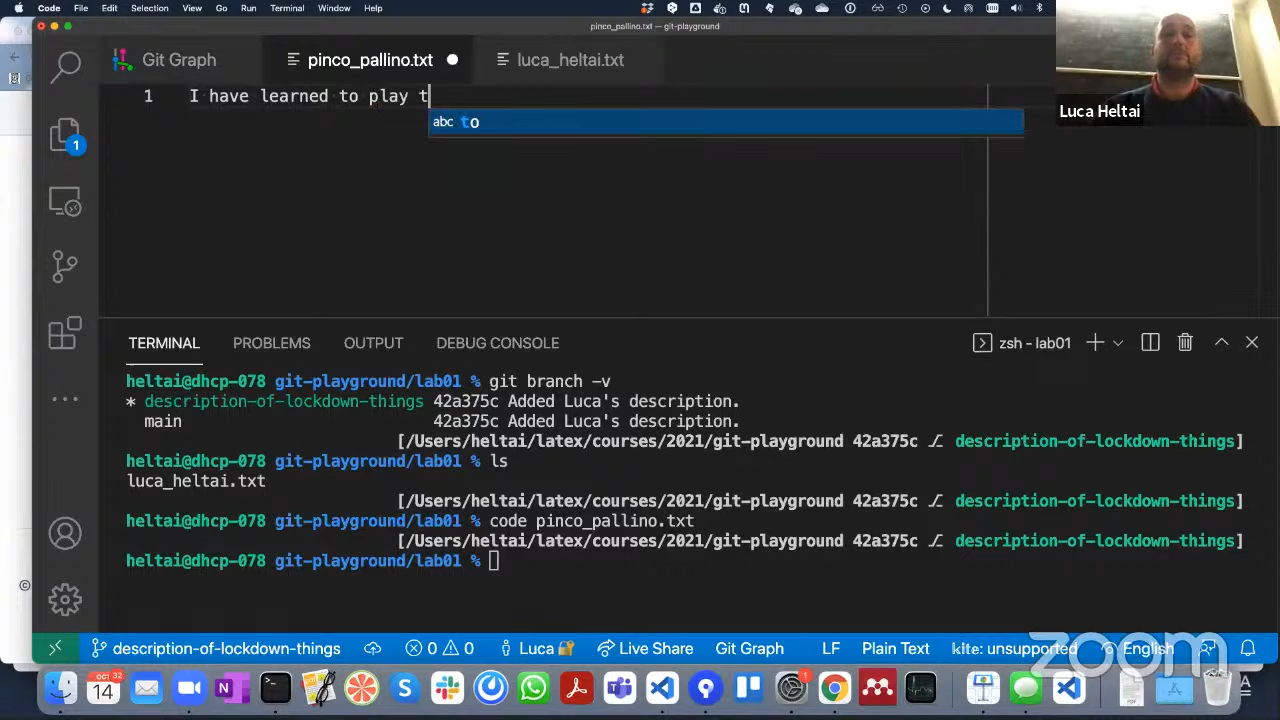 Code File Edit Selection View Go Run Terminal Window Help
pinco_pallino.txt — git-playground
Git Graph pinco_pallino.txt luca_heltai.txt
1 I have learned to play t
abc to
Luca Heltai
1
TERMINAL PROBLEMS OUTPUT DEBUG CONSOLE zsh - lab01
heltai@dhcp-078 git-playground/lab01 % git branch -v
* description-of-lockdown-things 42a375c Added Luca's description.
main 42a375c Added Luca's description.
[/Users/heltai/latex/courses/2021/git-playground 42a375c ⎇ description-of-lockdown-things]
heltai@dhcp-078 git-playground/lab01 % ls
luca_heltai.txt
[/Users/heltai/latex/courses/2021/git-playground 42a375c ⎇ description-of-lockdown-things]
heltai@dhcp-078 git-playground/lab01 % code pinco_pallino.txt
[/Users/heltai/latex/courses/2021/git-playground 42a375c ⎇ description-of-lockdown-things]
heltai@dhcp-078 git-playground/lab01 %
©
description-of-lockdown-things 0 0 Luca Live Share Git Graph LF Plain Text kite: unsupported English
zoom
OCT 32
14
1